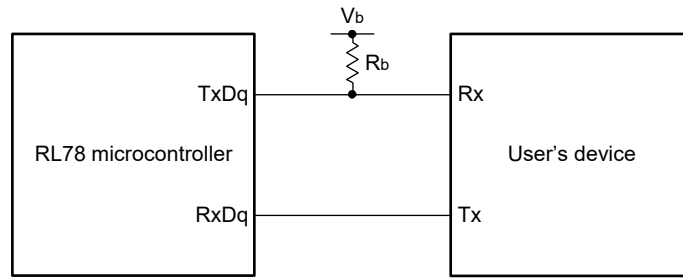 Vb
Rb
TxDq
Rx
RL78 microcontroller
User’s device
RxDq
Tx